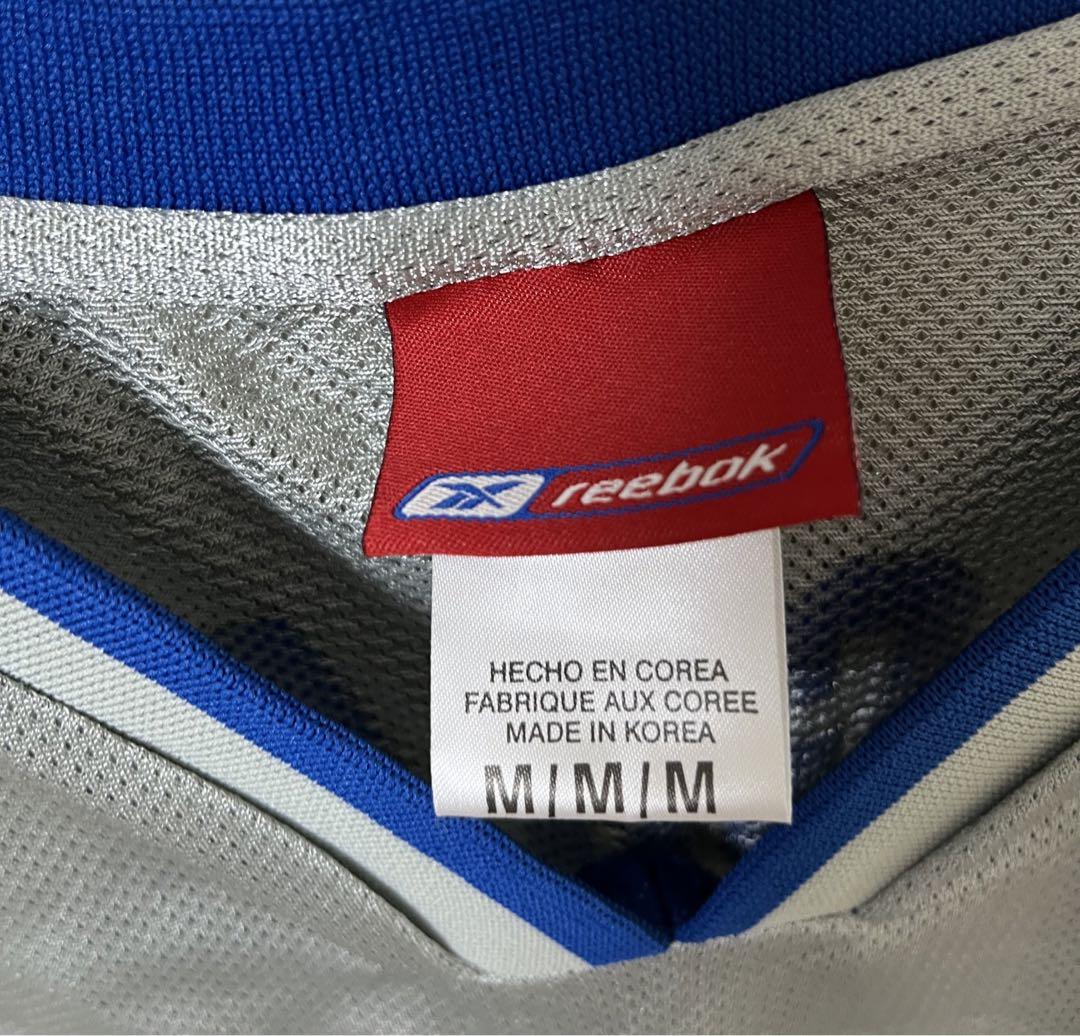 reebok
HECHO EN COREA
FABRIQUE AUX COREE
MADE IN KOREA
M/M/M